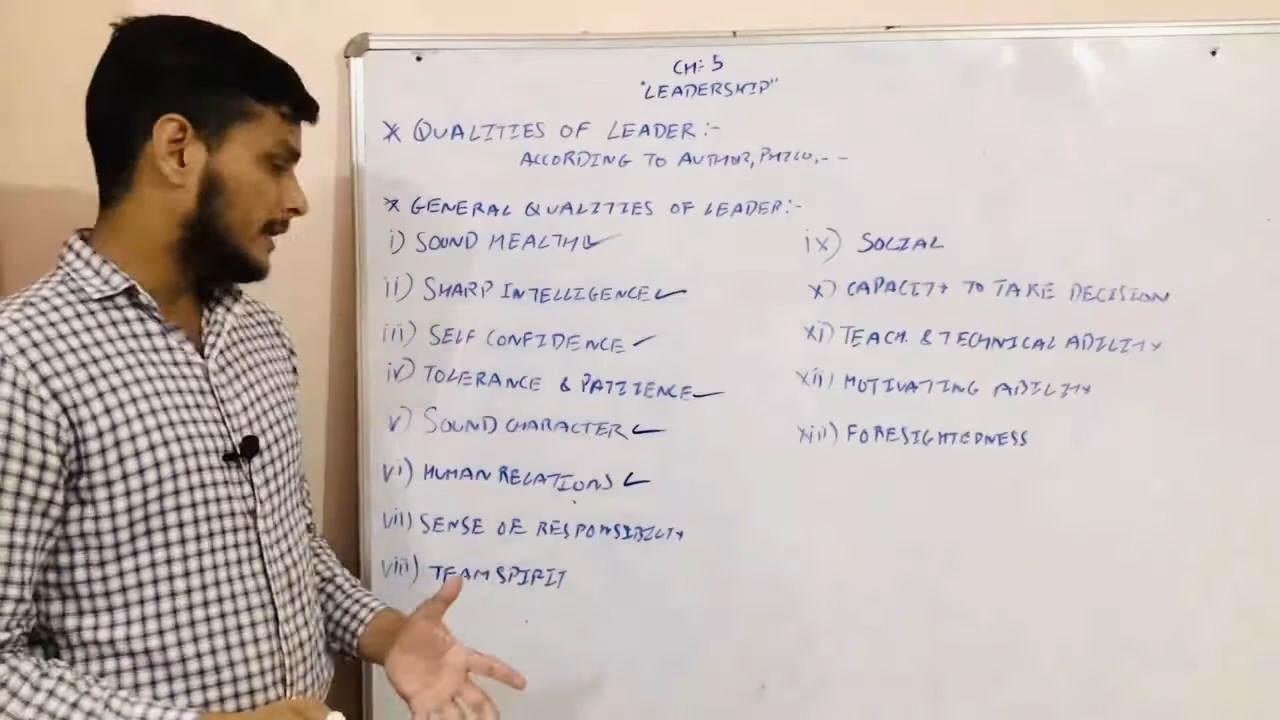 CH:5
"LEADERSHIP"
* QUALITIES OF LEADER:-
ACCORDING TO AUTHOR, PHILO, - -
* GENERAL QUALITIES OF LEADER:-
i) SOUND HEALTH ✓
ii) SHARP INTELLIGENCE ✓
iii) SELF CONFIDENCE ✓
iv) TOLERANCE & PATIENCE ✓
v) SOUND CHARACTER ✓
vi) HUMAN RELATIONS ✓
vii) SENSE OF RESPONSIBILITY
viii) TEAM SPIRIT
ix) SOCIAL
x) CAPACITY TO TAKE DECISION
xi) TEACH. & TECHNICAL ABILITY
xii) MOTIVATING ABILITY
xiii) FORESIGHTEDNESS